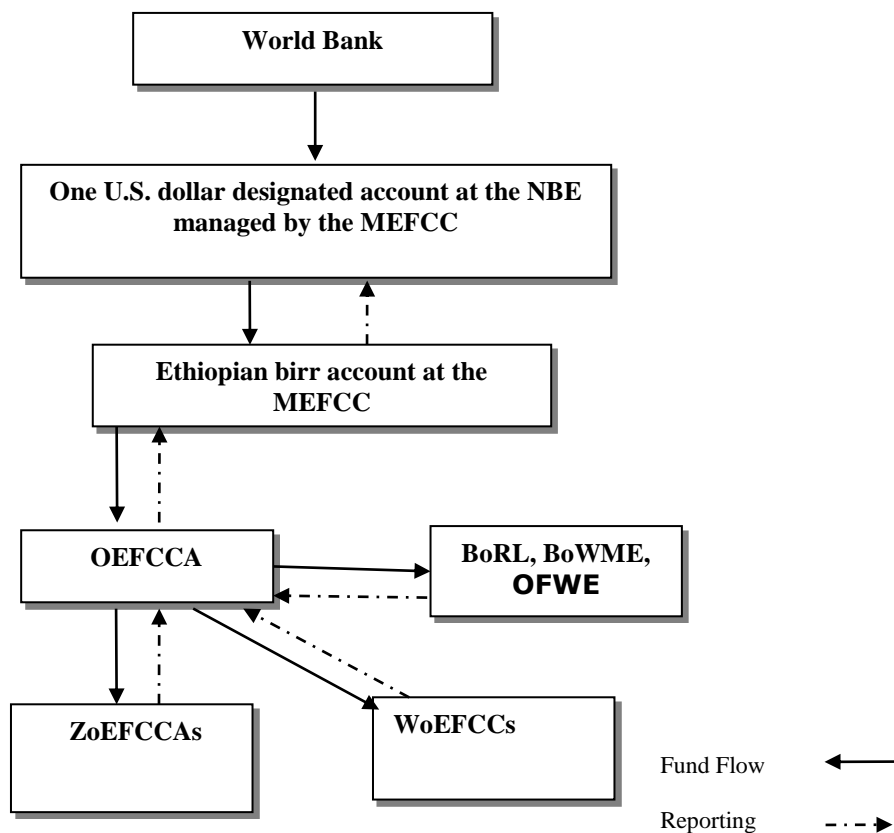 World Bank
One U.S. dollar designated account at the NBE
managed by the MEFCC
Ethiopian birr account at the
MEFCC
OEFCCA
BoRL, BoWME,
OFWE
ZoEFCCAs
WoEFCCs
Fund Flow
Reporting